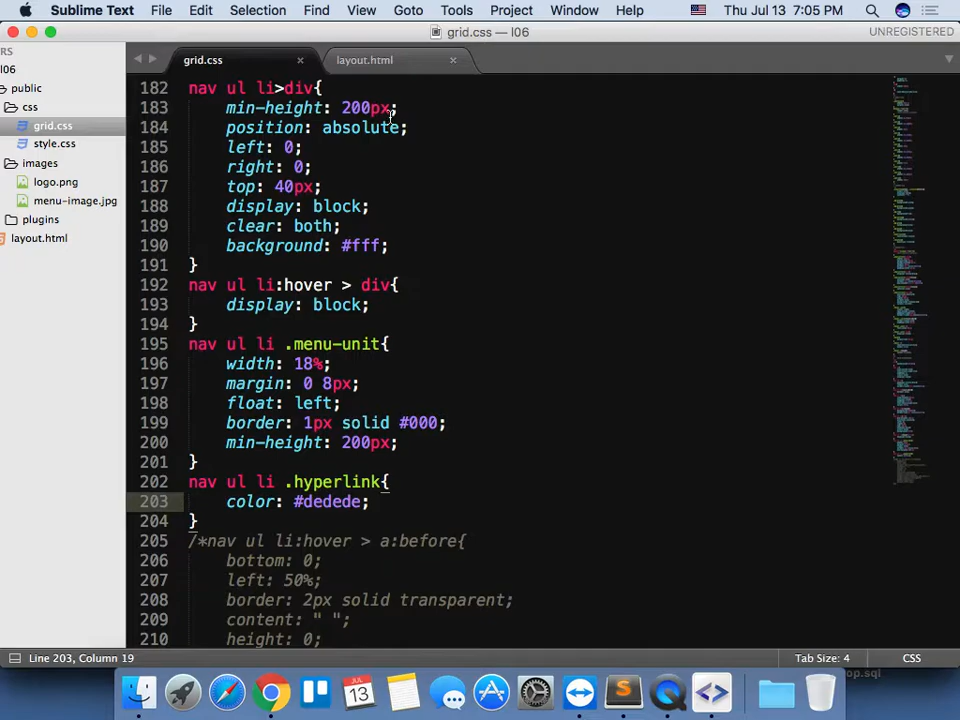 Sublime Text File Edit Selection Find View Goto Tools Project Window Help Thu Jul 13 7:05 PM
grid.css — l06
UNREGISTERED
RS
l06
public
css
grid.css
style.css
images
logo.png
menu-image.jpg
plugins
layout.html
grid.css × layout.html ×
182 nav ul li>div{
183 min-height: 200px;
184 position: absolute;
185 left: 0;
186 right: 0;
187 top: 40px;
188 display: block;
189 clear: both;
190 background: #fff;
191 }
192 nav ul li:hover > div{
193 display: block;
194 }
195 nav ul li .menu-unit{
196 width: 18%;
197 margin: 0 8px;
198 float: left;
199 border: 1px solid #000;
200 min-height: 200px;
201 }
202 nav ul li .hyperlink{
203 color: #dedede;
204 }
205 /*nav ul li:hover > a:before{
206 bottom: 0;
207 left: 50%;
208 border: 2px solid transparent;
209 content: " ";
210 height: 0;
Line 203, Column 19
Tab Size: 4
CSS
op.sql
JUL
13